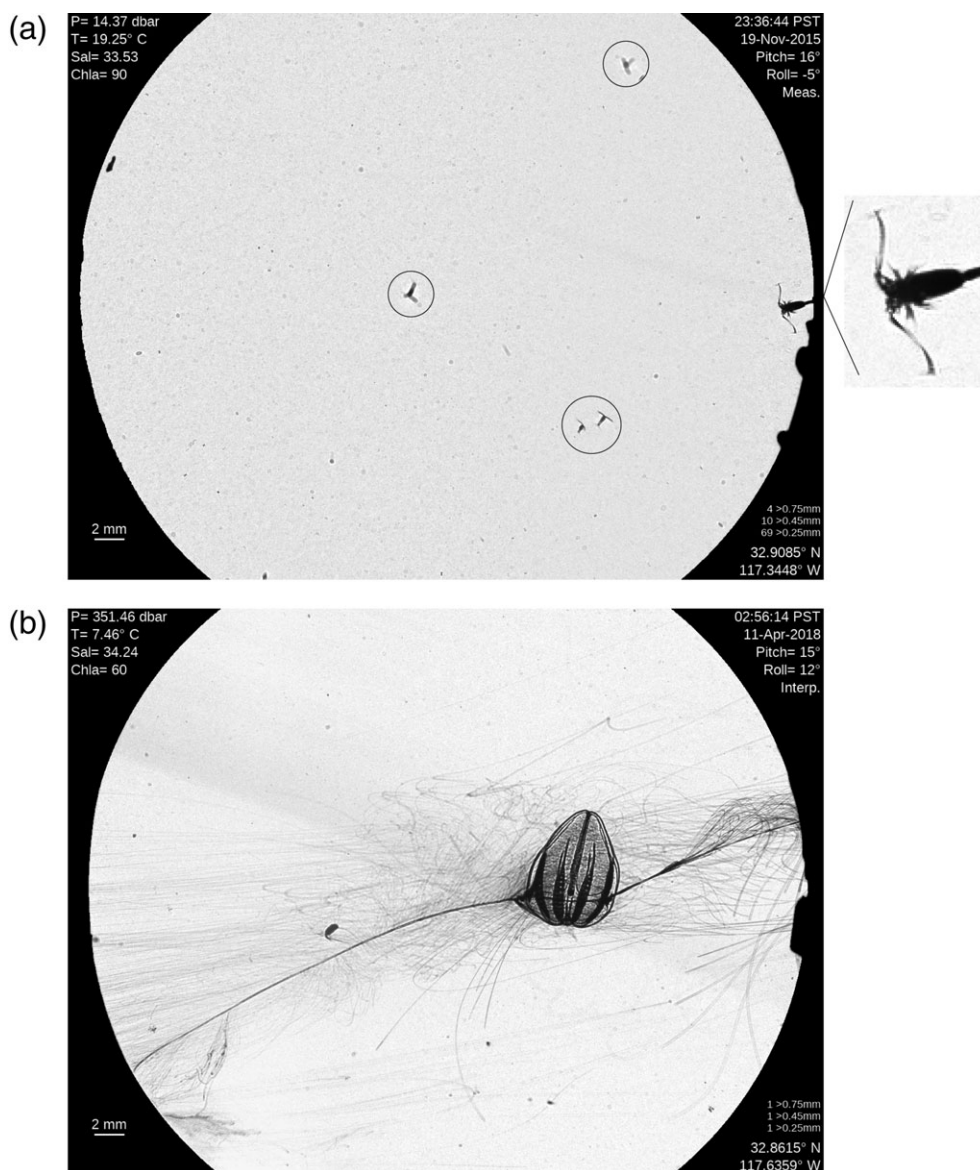 (a)
P= 14.37 dbar
T= 19.25° C
Sal= 33.53
Chla= 90
23:36:44 PST
19-Nov-2015
Pitch= 16°
Roll= -5°
Meas.
2 mm
4 >0.75mm
10 >0.45mm
69 >0.25mm
32.9085° N
117.3448° W
(b)
P= 351.46 dbar
T= 7.46° C
Sal= 34.24
Chla= 60
02:56:14 PST
11-Apr-2018
Pitch= 15°
Roll= 12°
Interp.
2 mm
1 >0.75mm
1 >0.45mm
1 >0.25mm
32.8615° N
117.6359° W